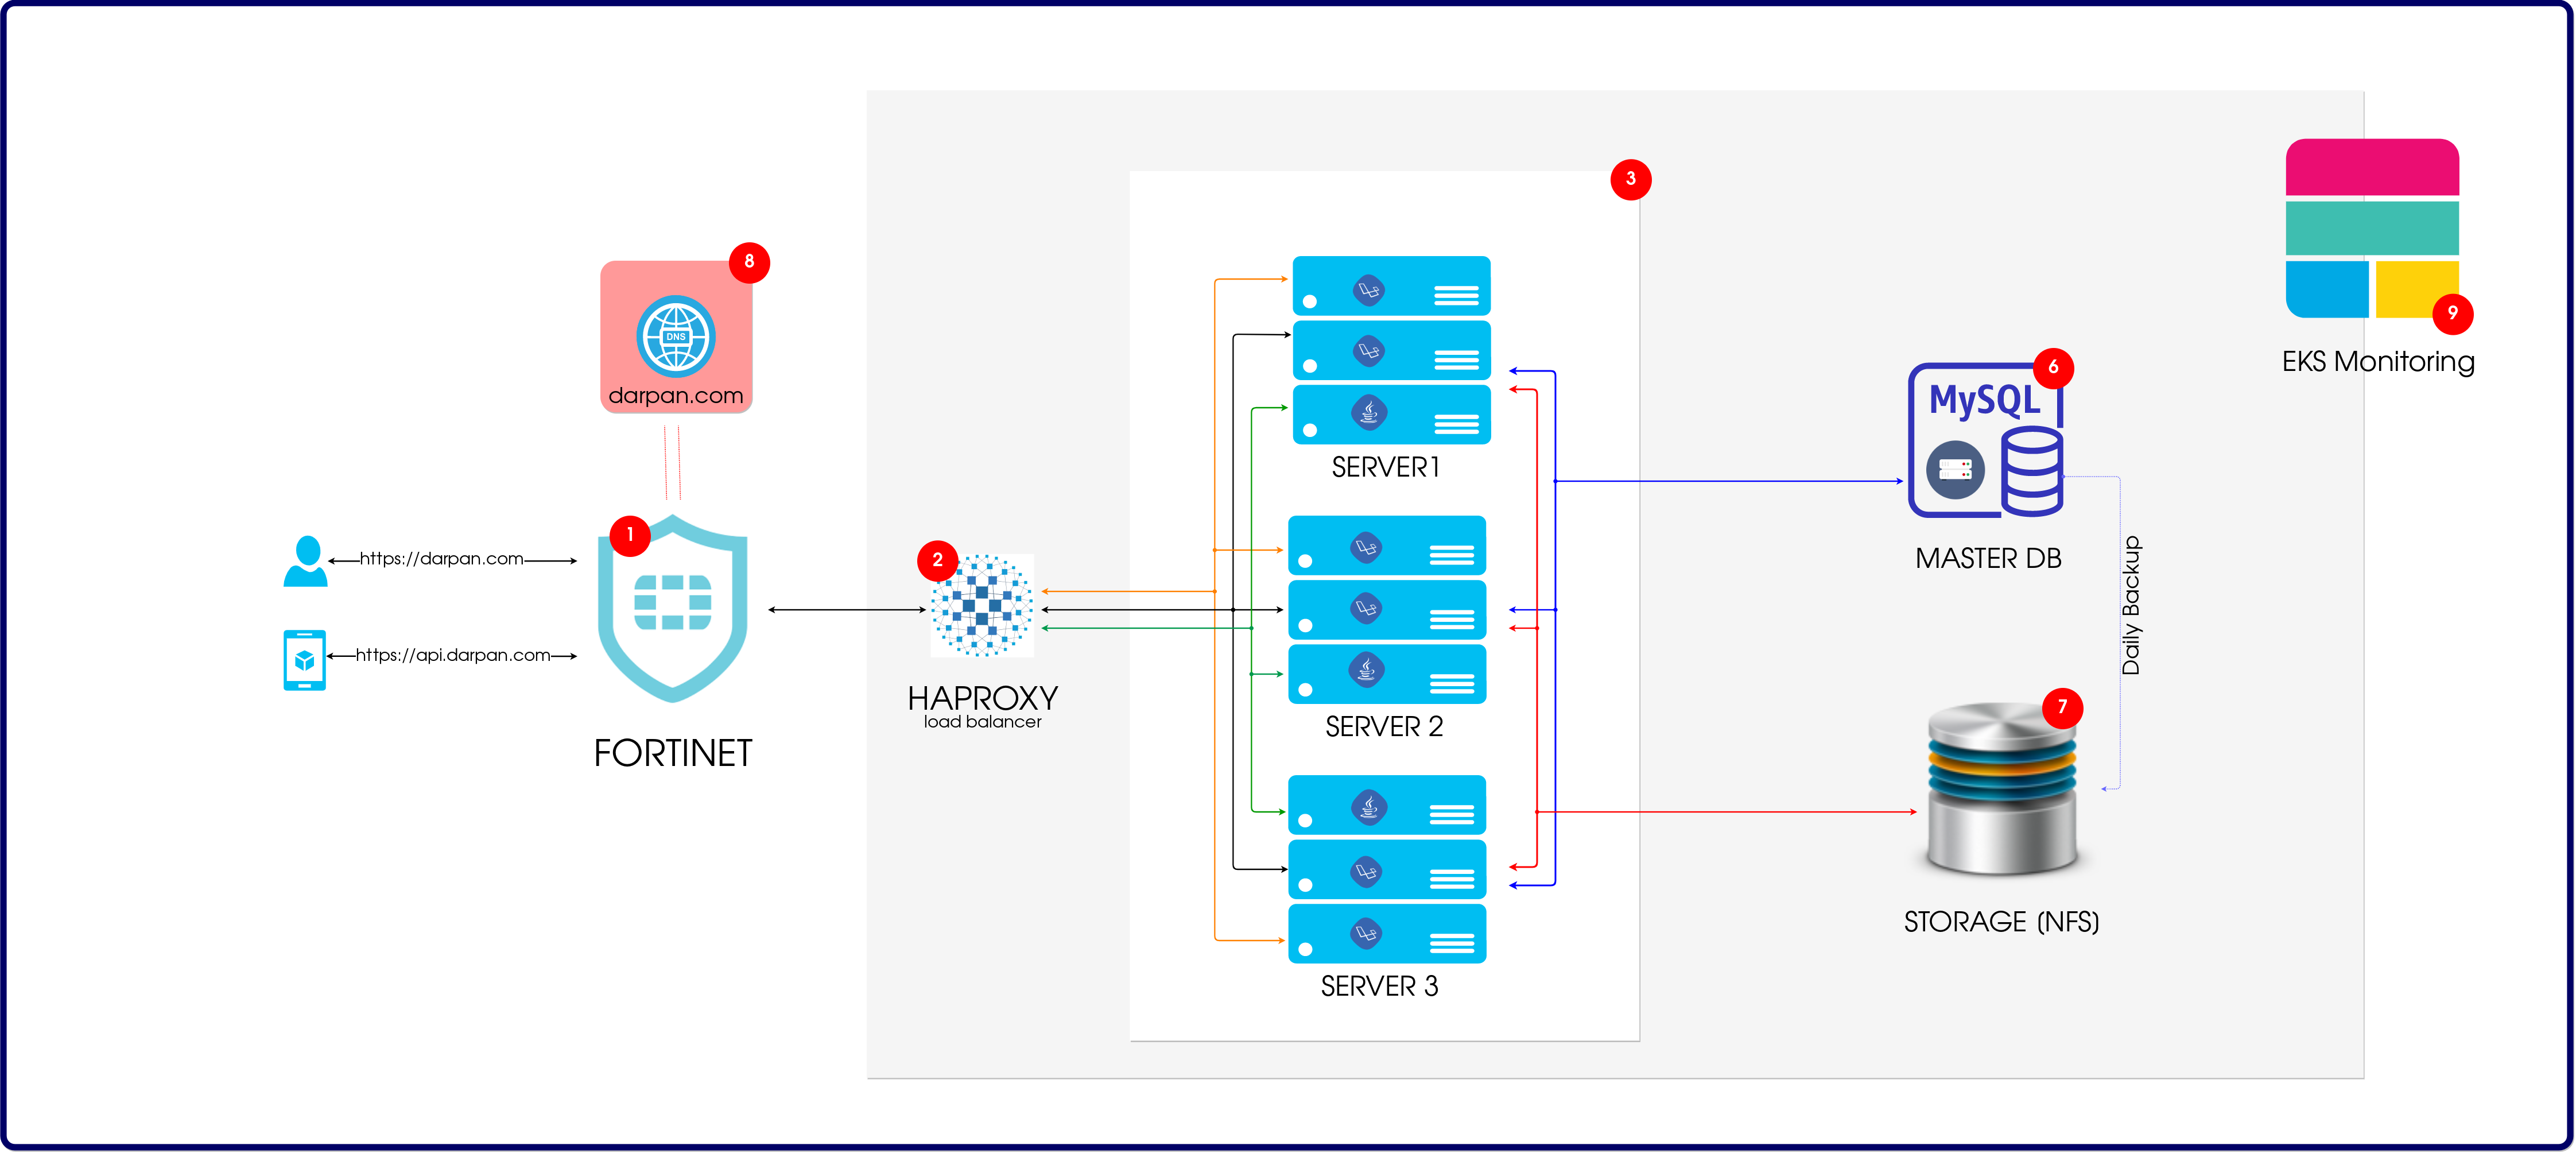 8
DNS
darpan.com
1
https://darpan.com
https://api.darpan.com
FORTINET
2
HAPROXY
load balancer
3
SERVER1
SERVER 2
SERVER 3
6
MySQL
MASTER DB
Daily Backup
7
STORAGE (NFS)
9
EKS Monitoring